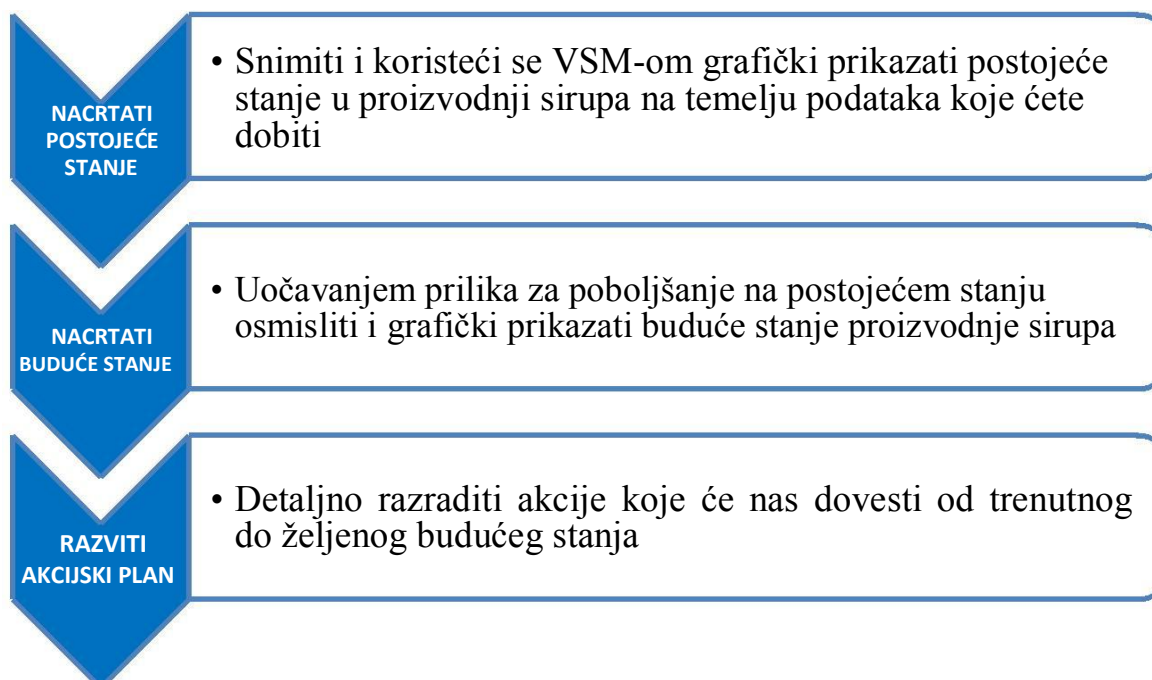 NACRTATI
POSTOJEĆE
STANJE
• Snimiti i koristeći se VSM-om grafički prikazati postojeće
stanje u proizvodnji sirupa na temelju podataka koje ćete
dobiti
NACRTATI
BUDUĆE STANJE
• Uočavanjem prilika za poboljšanje na postojećem stanju
osmisliti i grafički prikazati buduće stanje proizvodnje sirupa
RAZVITI
AKCIJSKI PLAN
• Detaljno razraditi akcije koje će nas dovesti od trenutnog
do željenog budućeg stanja